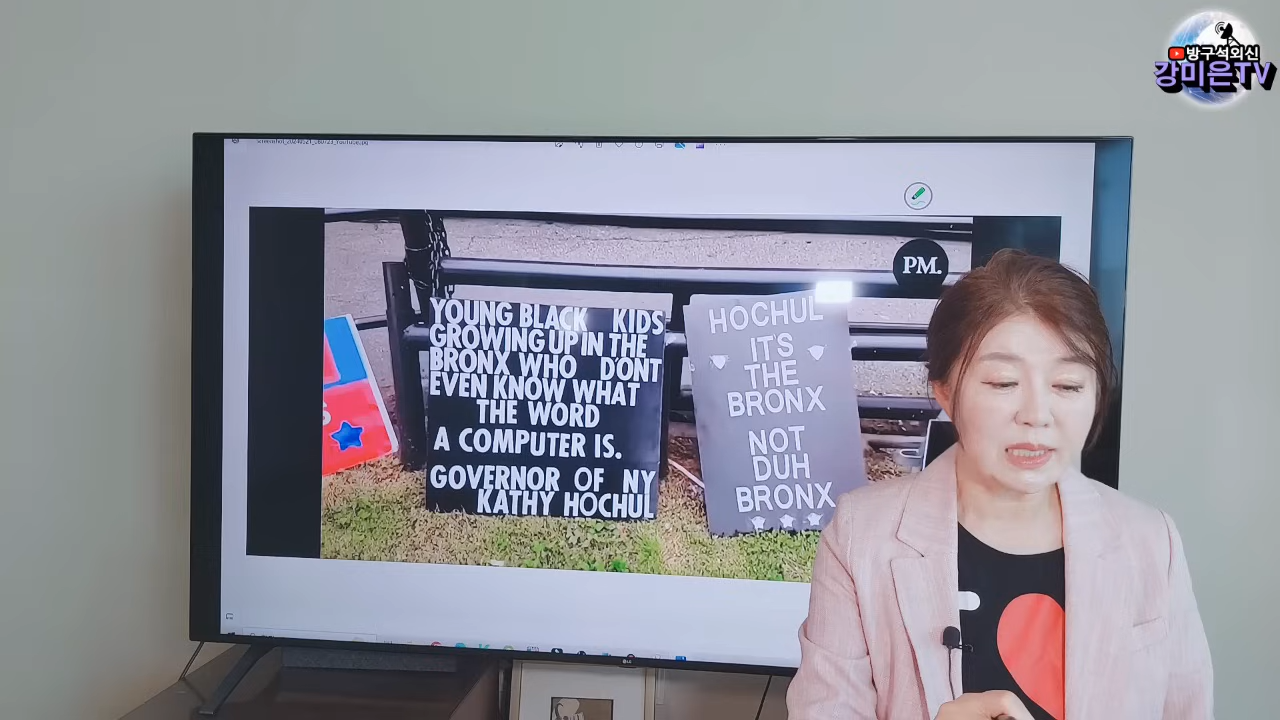 방구석외신
강미은TV
PM.
YOUNG BLACK KIDS
GROWING UP IN THE
BRONX WHO DONT
EVEN KNOW WHAT
THE WORD
A COMPUTER IS.
GOVERNOR OF NY
KATHY HOCHUL
HOCHUL
ITS
THE
BRONX
NOT
DUH
BRONX
LG